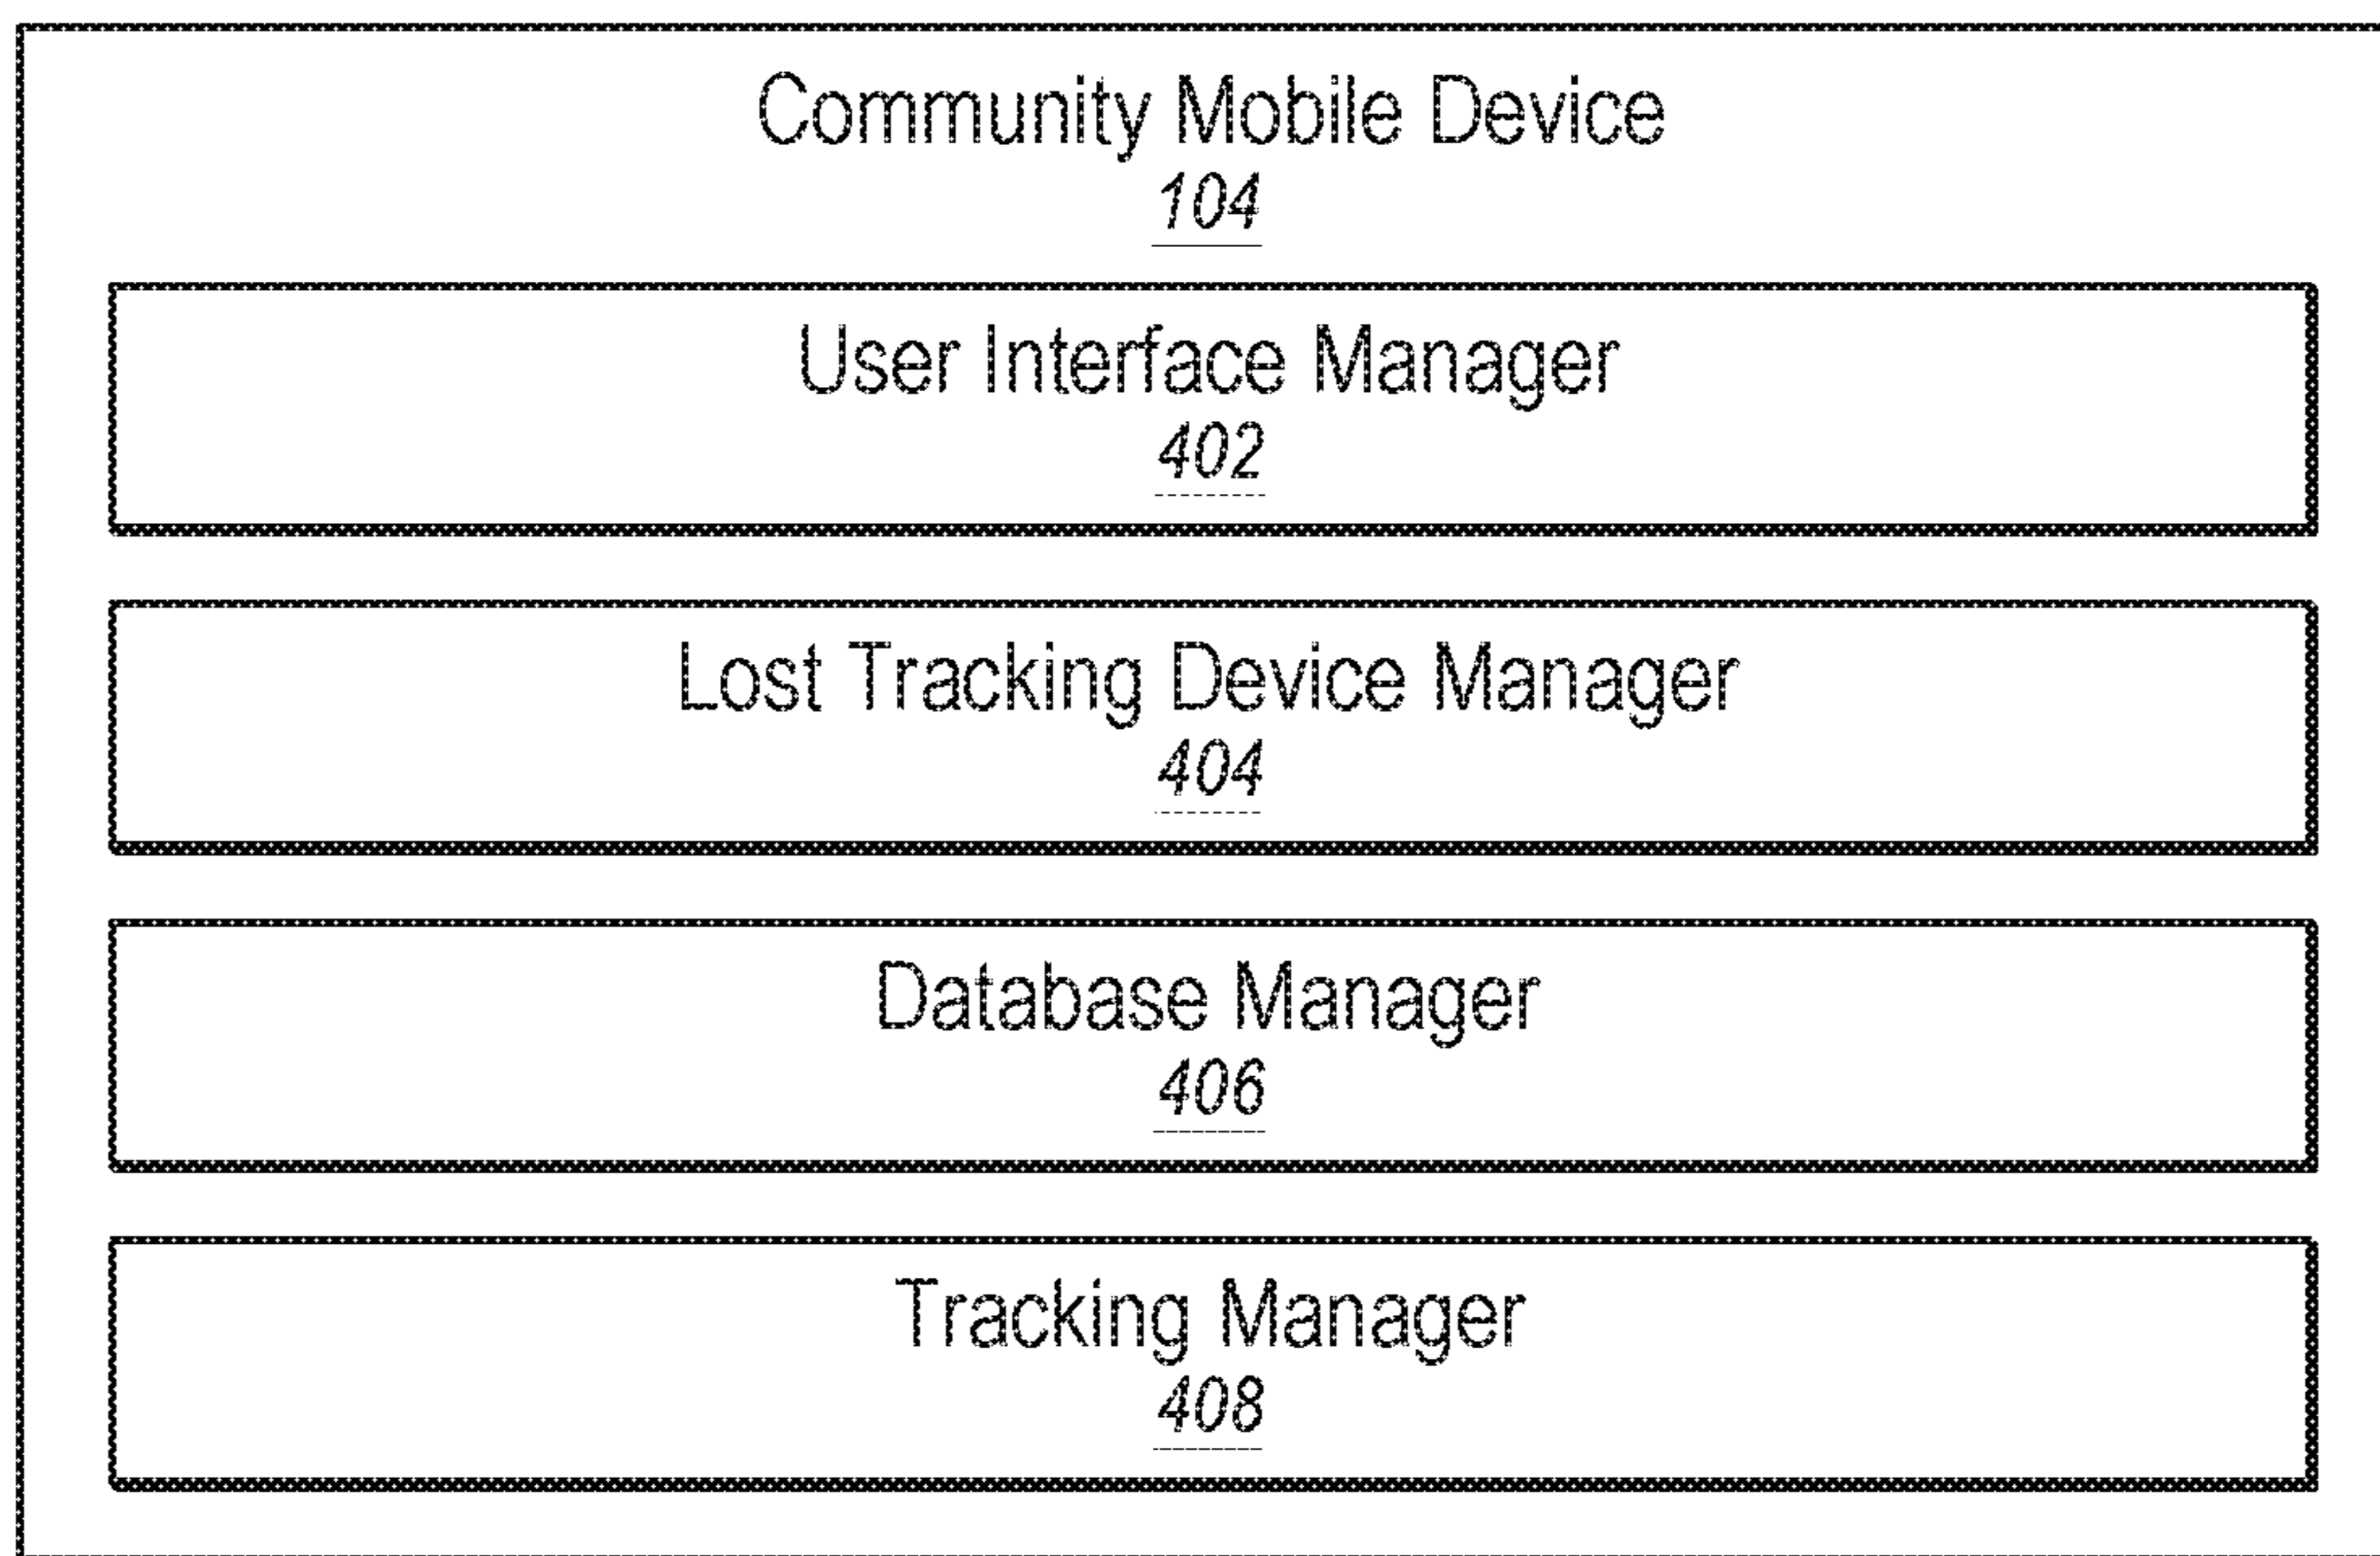 Community Mobile Device
104
User Interface Manager
402
Lost Tracking Device Manager
404
Database Manager
406
Tracking Manager
408